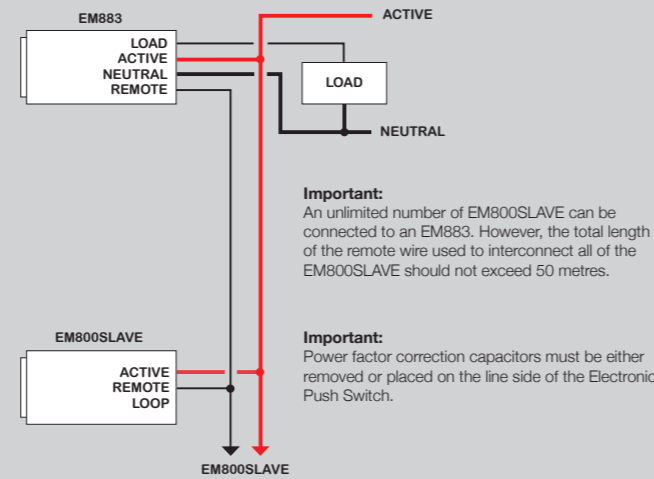 ACTIVE
EM883
LOAD
ACTIVE
NEUTRAL
REMOTE
LOAD
NEUTRAL
Important:
An unlimited number of EM800SLAVE can be
connected to an EM883. However, the total length
of the remote wire used to interconnect all of the
EM800SLAVE should not exceed 50 metres.
EM800SLAVE
ACTIVE
REMOTE
LOOP
Important:
Power factor correction capacitors must be either
removed or placed on the line side of the Electronic
Push Switch.
EM800SLAVE